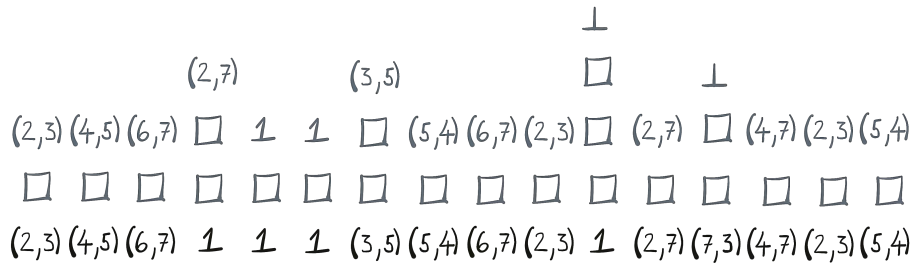 ⊥
(2,7) (3,5) □ ⊥
(2,3) (4,5) (6,7) □ 1 1 □ (5,4) (6,7) (2,3) □ (2,7) □ (4,7) (2,3) (5,4)
□ □ □ □ □ □ □ □ □ □ □ □ □ □ □ □
(2,3) (4,5) (6,7) 1 1 1 (3,5) (5,4) (6,7) (2,3) 1 (2,7) (7,3) (4,7) (2,3) (5,4)